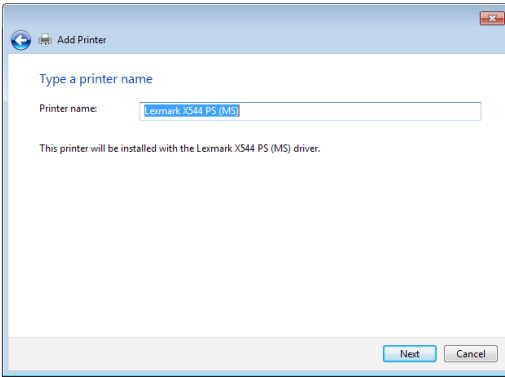 Add Printer
Type a printer name
Printer name: Lexmark X544 PS (MS)
This printer will be installed with the Lexmark X544 PS (MS) driver.
Next Cancel